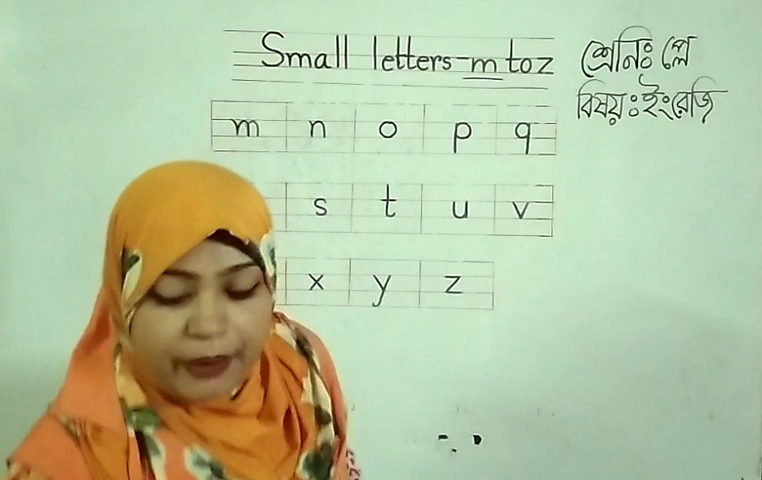 Small letters-m to z
শ্রেনিঃ প্লে
বিষয়ঃ ইংরেজি
m n o p q
s t u v
x y z